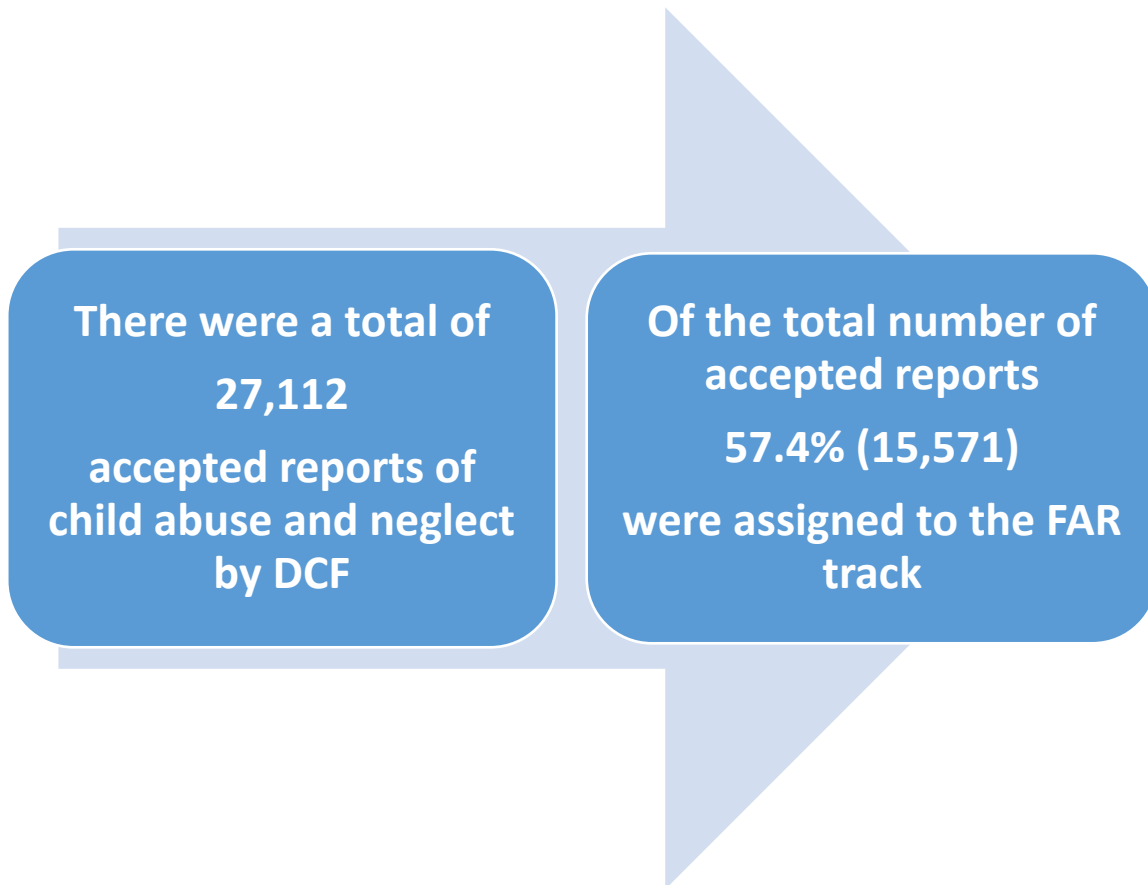 There were a total of
27,112
accepted reports of
child abuse and neglect
by DCF
Of the total number of
accepted reports
57.4% (15,571)
were assigned to the FAR
track